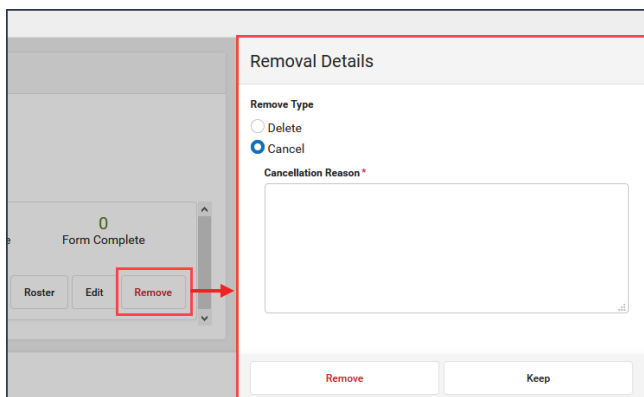 Removal Details
Remove Type
Delete
Cancel
Cancellation Reason *
0
Form Complete
Roster
Edit
Remove
Remove
Keep